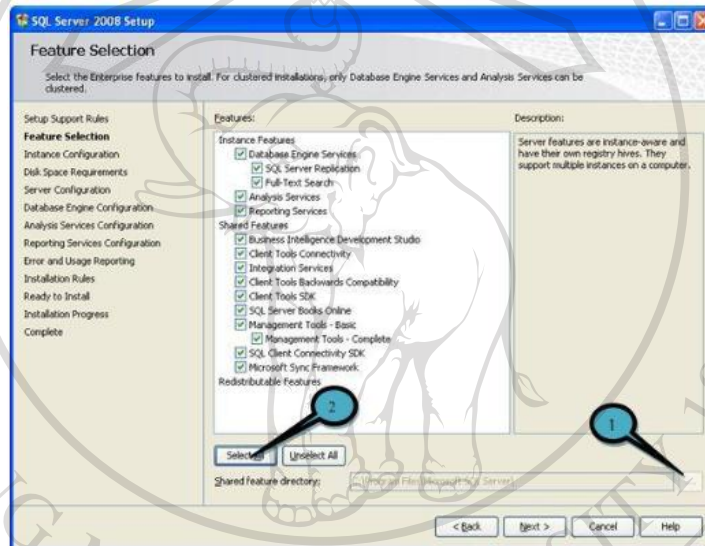 SQL Server 2008 Setup
Feature Selection
Select the Enterprise features to install. For clustered installations, only Database Engine Services and Analysis Services can be
clustered.
Setup Support Rules
Feature Selection
Instance Configuration
Disk Space Requirements
Server Configuration
Database Engine Configuration
Analysis Services Configuration
Reporting Services Configuration
Error and Usage Reporting
Installation Rules
Ready to Install
Installation Progress
Complete
Features:
Instance Features
Database Engine Services
SQL Server Replication
Full-Text Search
Analysis Services
Reporting Services
Shared Features
Business Intelligence Development Studio
Client Tools Connectivity
Integration Services
Client Tools Backwards Compatibility
Client Tools SDK
SQL Server Books Online
Management Tools - Basic
Management Tools - Complete
SQL Client Connectivity SDK
Microsoft Sync Framework
Redistributable Features
Description:
Server features are instance-aware and
have their own registry hives. They
support multiple instances on a computer.
2
1
Select All
Unselect All
Shared feature directory:
C:\Program Files\Microsoft SQL Server\
< Back
Next >
Cancel
Help